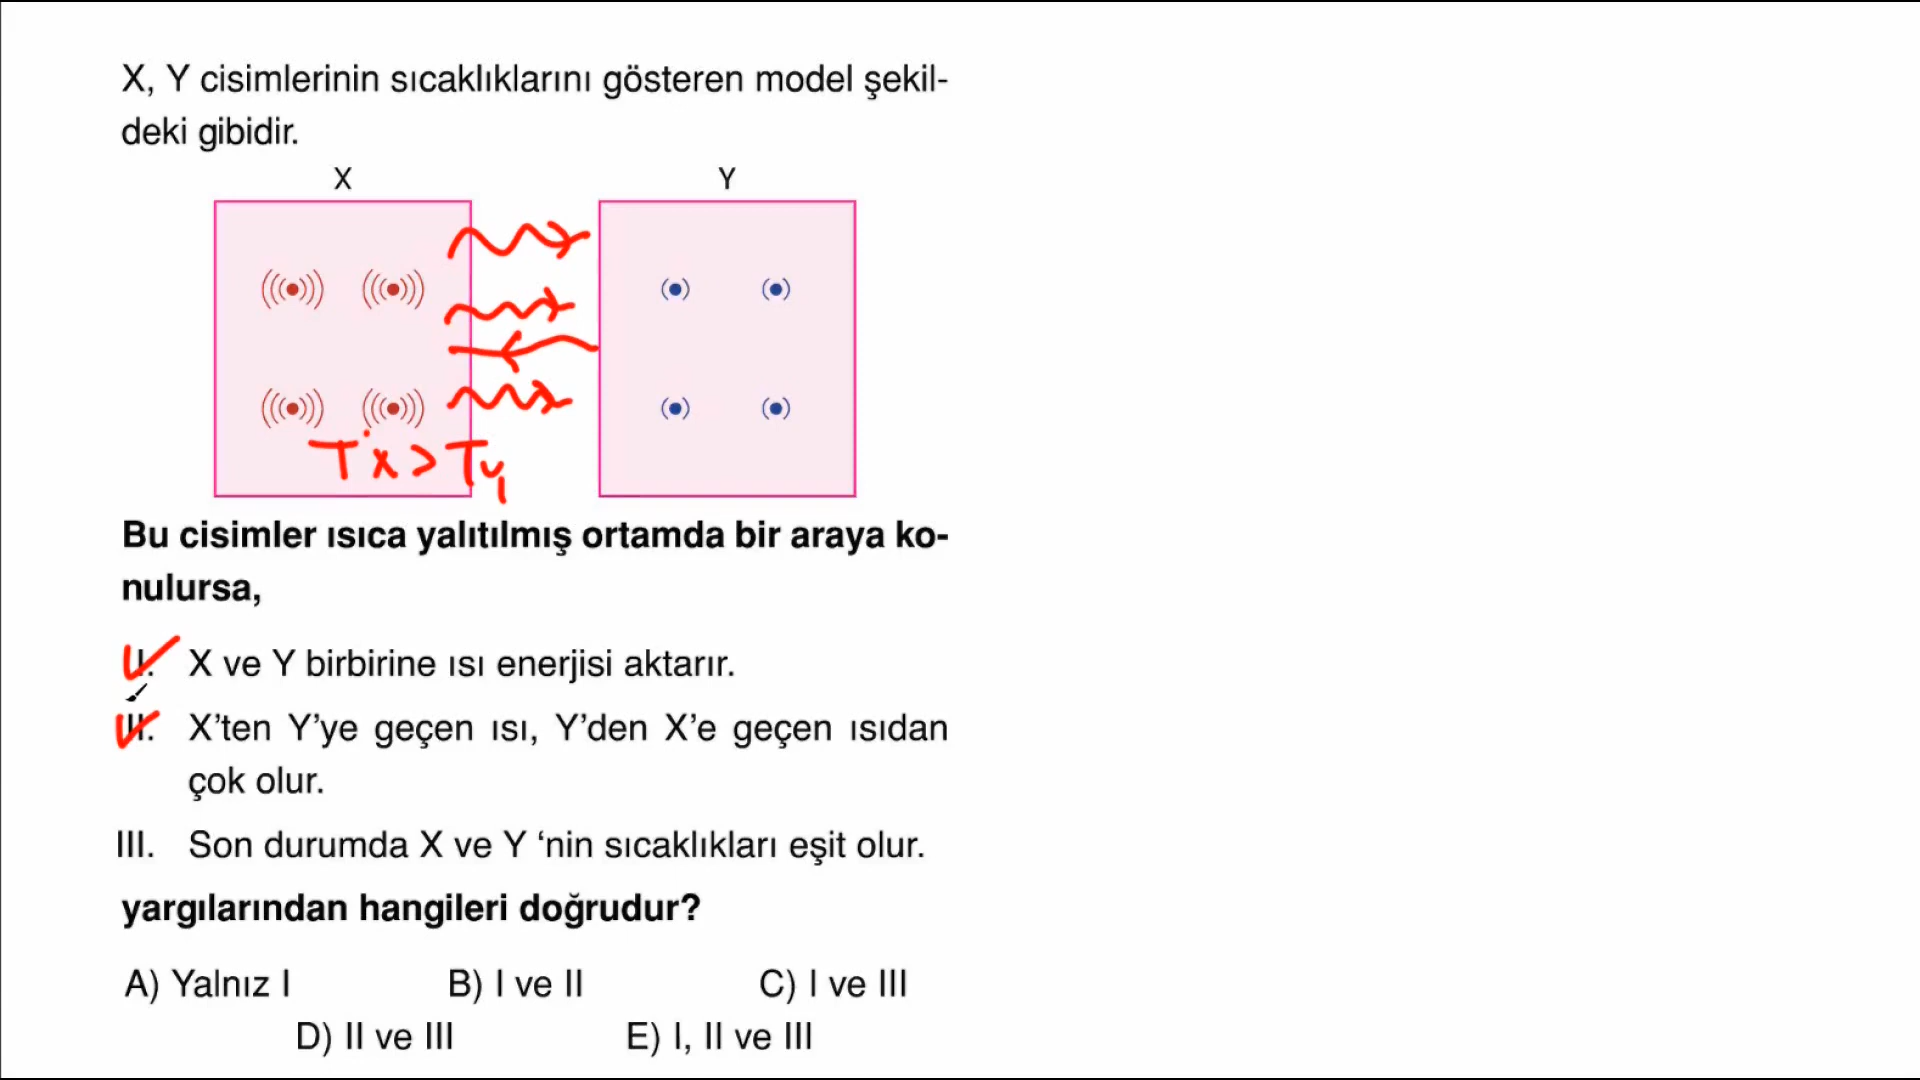 X, Y cisimlerinin sıcaklıklarını gösteren model şekil-
deki gibidir.
X Y
Tx > Ty
Bu cisimler ısıca yalıtılmış ortamda bir araya ko-
nulursa,
I. X ve Y birbirine ısı enerjisi aktarır.
II. X’ten Y’ye geçen ısı, Y’den X’e geçen ısıdan
çok olur.
III. Son durumda X ve Y ‘nin sıcaklıkları eşit olur.
yargılarından hangileri doğrudur?
A) Yalnız I B) I ve II C) I ve III
D) II ve III E) I, II ve III